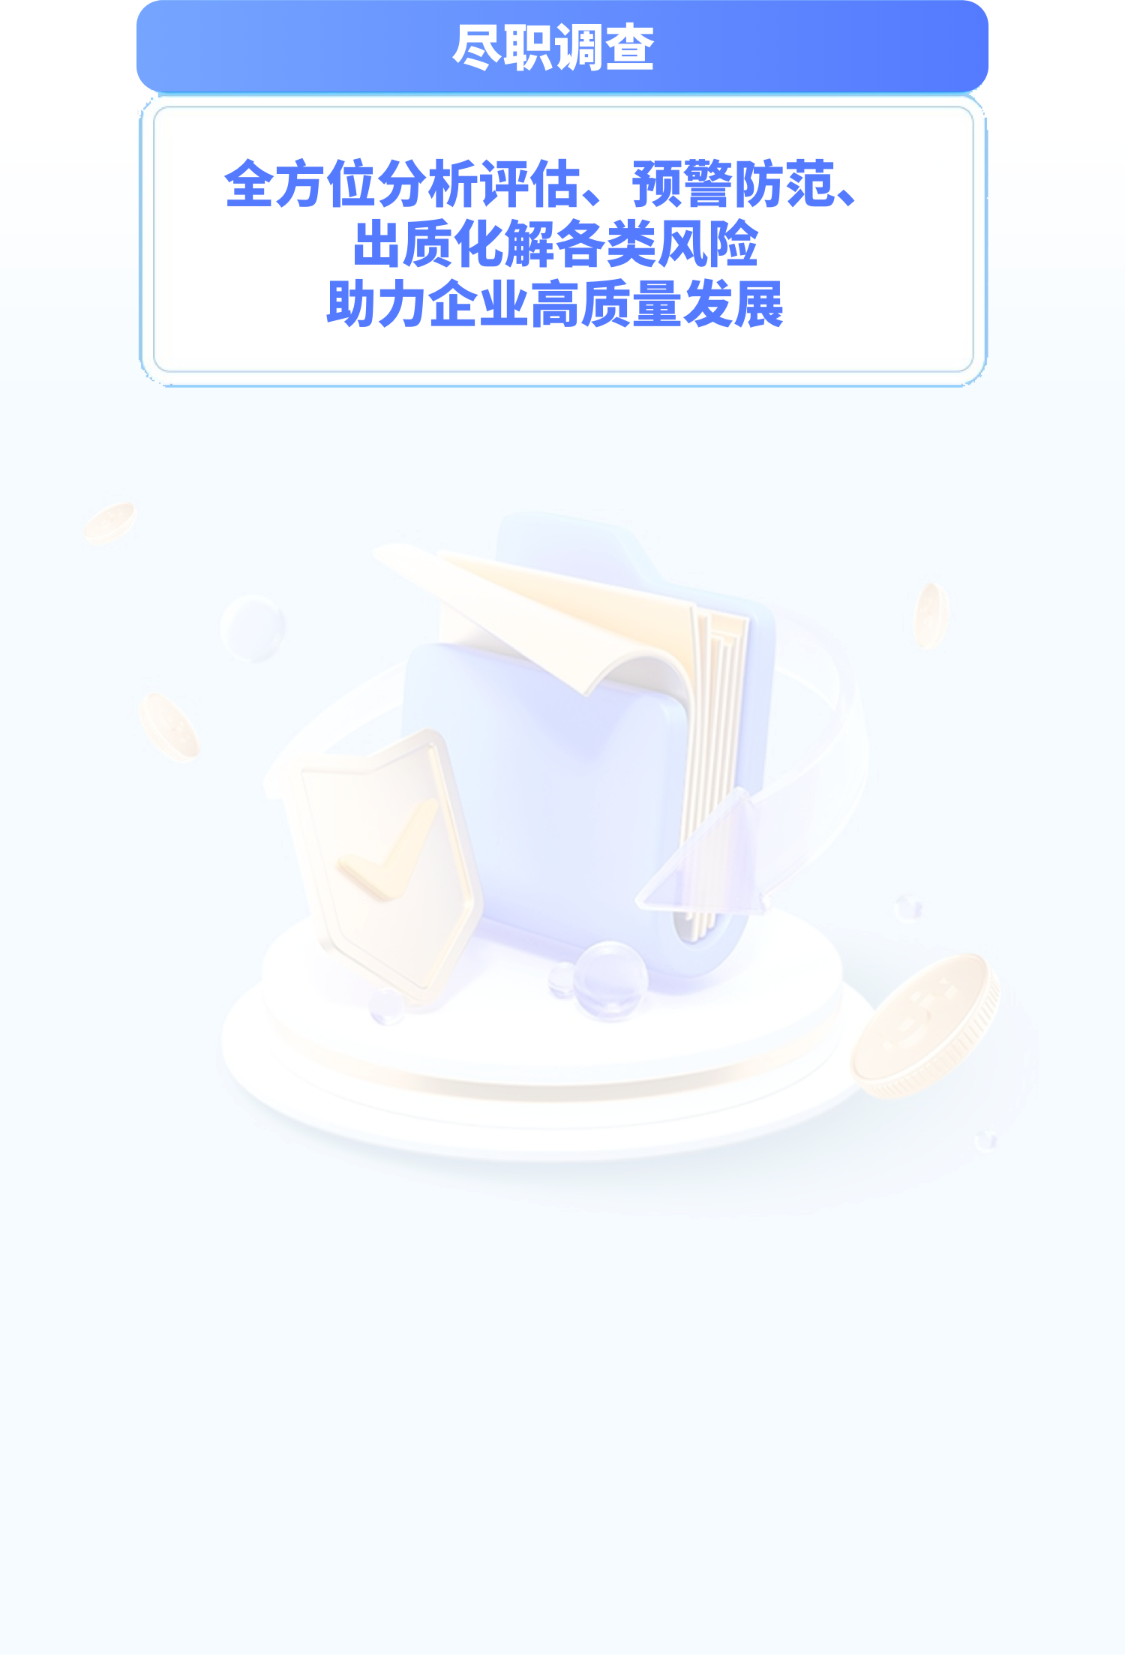 尽职调查
全方位分析评估、预警防范、
出质化解各类风险
助力企业高质量发展